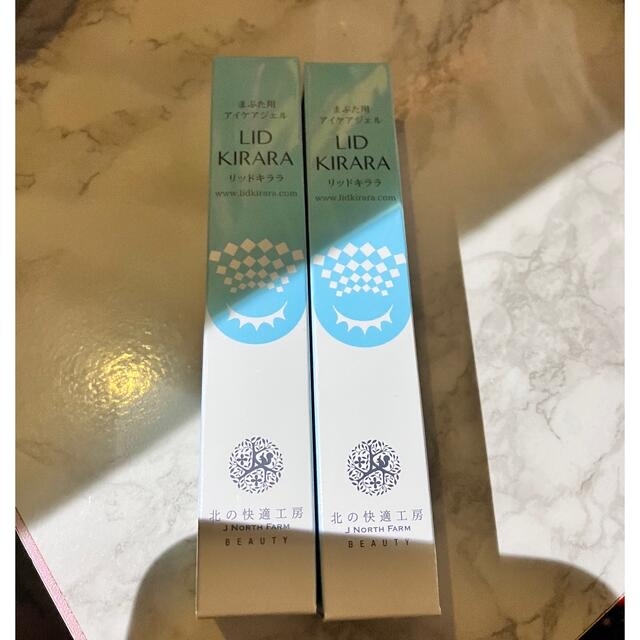 まぶた用
アイケアジェル
LID
KIRARA
リッドキララ
www.lidkirara.com
北の快適工房
J NORTH FARM
BEAUTY
まぶた用
アイケアジェル
LID
KIRARA
リッドキララ
www.lidkirara.com
北の快適工房
J NORTH FARM
BEAUTY